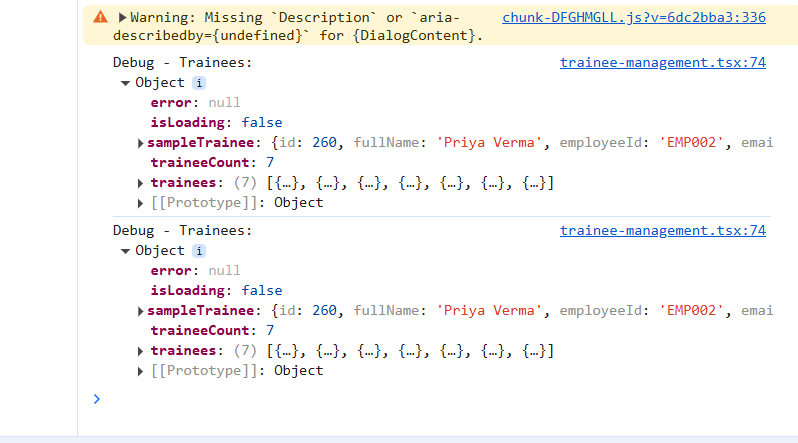 Warning: Missing `Description` or `aria- chunk-DFGHMGLL.js?v=6dc2bba3:336
describedby={undefined}` for {DialogContent}.
Debug - Trainees: trainee-management.tsx:74
Object i
error: null
isLoading: false
sampleTrainee: {id: 260, fullName: 'Priya Verma', employeeId: 'EMP002', emai
traineeCount: 7
trainees: (7) [{…}, {…}, {…}, {…}, {…}, {…}, {…}]
[[Prototype]]: Object
Debug - Trainees: trainee-management.tsx:74
Object i
error: null
isLoading: false
sampleTrainee: {id: 260, fullName: 'Priya Verma', employeeId: 'EMP002', emai
traineeCount: 7
trainees: (7) [{…}, {…}, {…}, {…}, {…}, {…}, {…}]
[[Prototype]]: Object